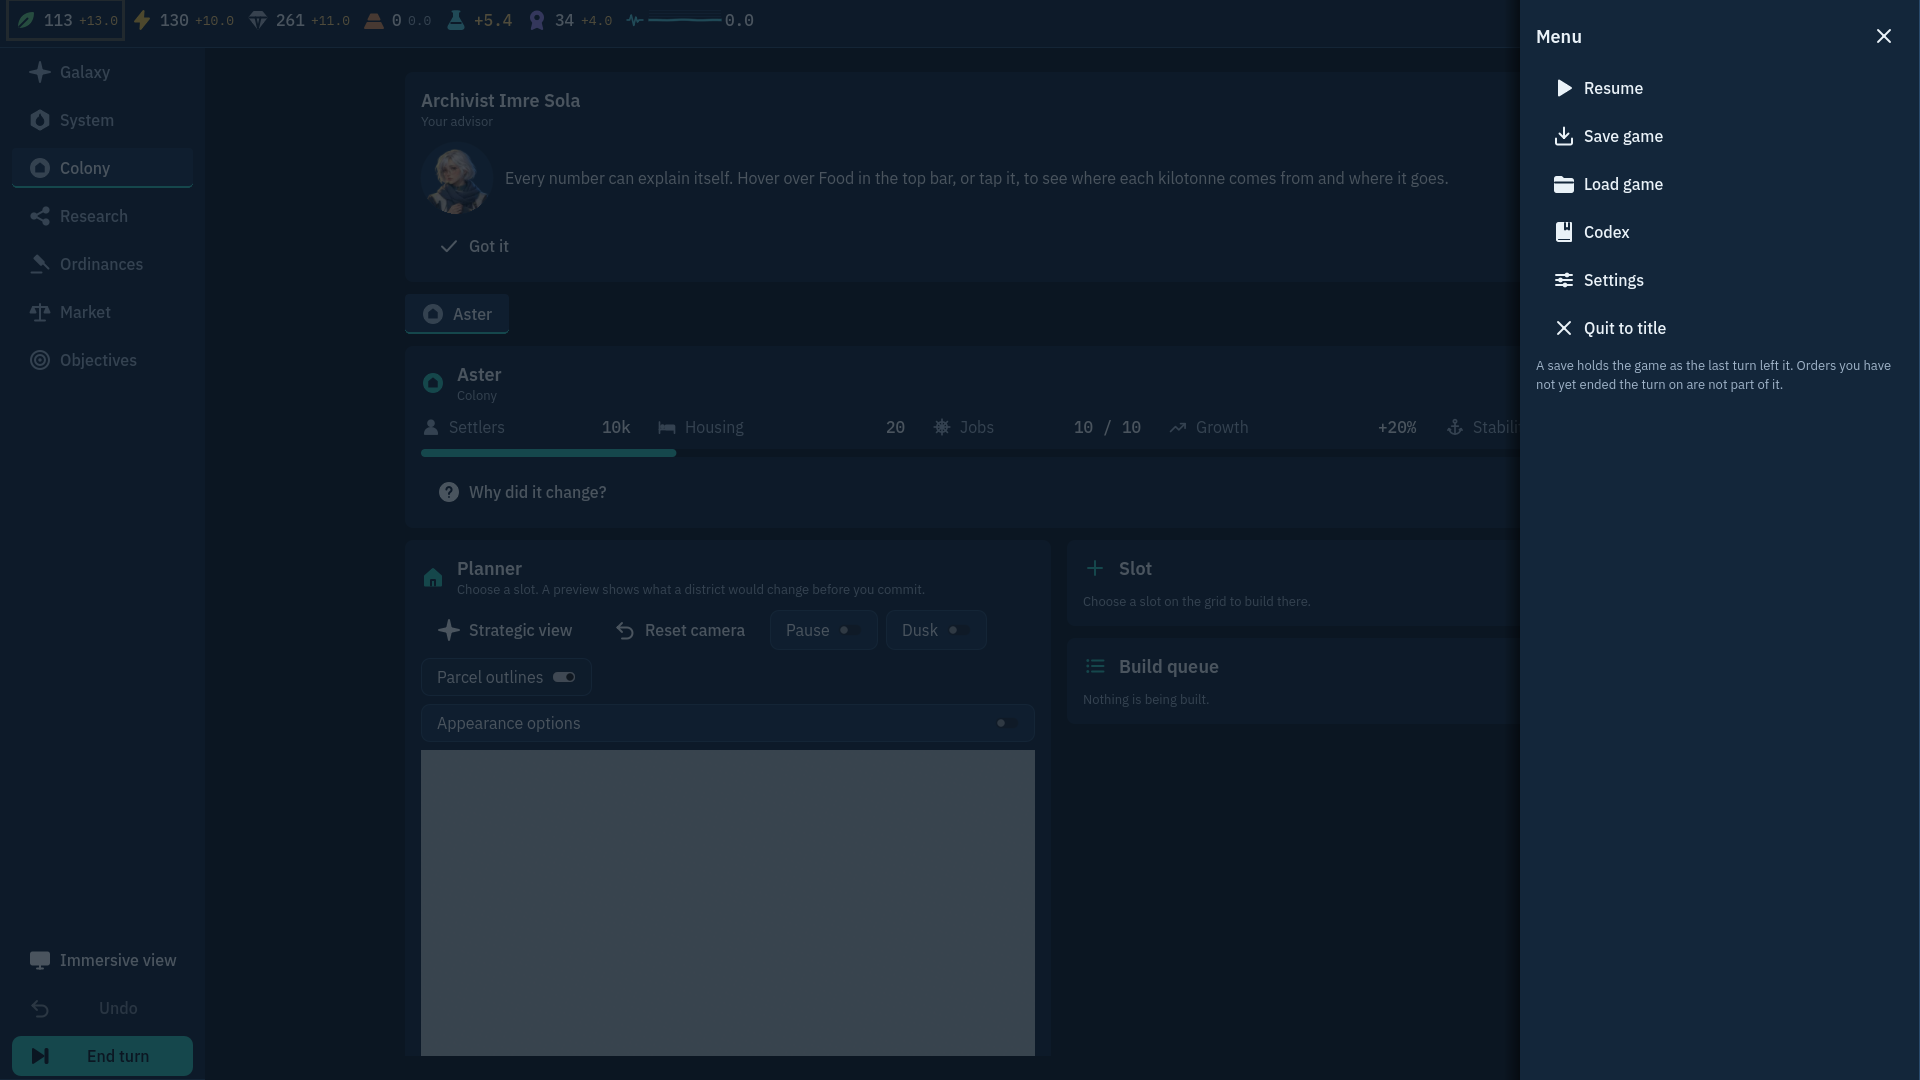 113 +13.0 130 +10.0 261 +11.0 0 0.0 +5.4 34 +4.0 0.0
Galaxy
System
Colony
Research
Ordinances
Market
Objectives
Immersive view
Undo
End turn
Archivist Imre Sola
Your advisor
Every number can explain itself. Hover over Food in the top bar, or tap it, to see where each kilotonne comes from and where it goes.
Got it
Aster
Aster
Colony
Settlers 10k Housing 20 Jobs 10 / 10 Growth +20% Stabili
Why did it change?
Planner
Choose a slot. A preview shows what a district would change before you commit.
Strategic view Reset camera Pause Dusk
Parcel outlines
Appearance options
Slot
Choose a slot on the grid to build there.
Build queue
Nothing is being built.
Menu
Resume
Save game
Load game
Codex
Settings
Quit to title
A save holds the game as the last turn left it. Orders you have
not yet ended the turn on are not part of it.